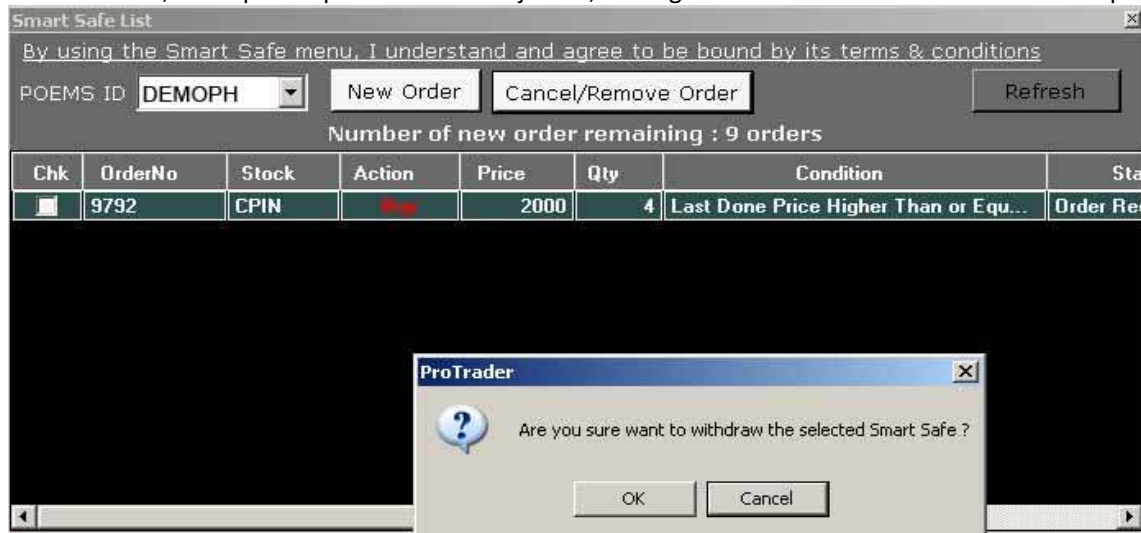 Smart Safe List
By using the Smart Safe menu, I understand and agree to be bound by its terms & conditions
POEMS ID DEMOPH New Order Cancel/Remove Order Refresh
Number of new order remaining : 9 orders
Chk OrderNo Stock Action Price Qty Condition Sta
9792 CPIN 2000 4 Last Done Price Higher Than or Equ... Order Re
ProTrader
Are you sure want to withdraw the selected Smart Safe ?
OK Cancel